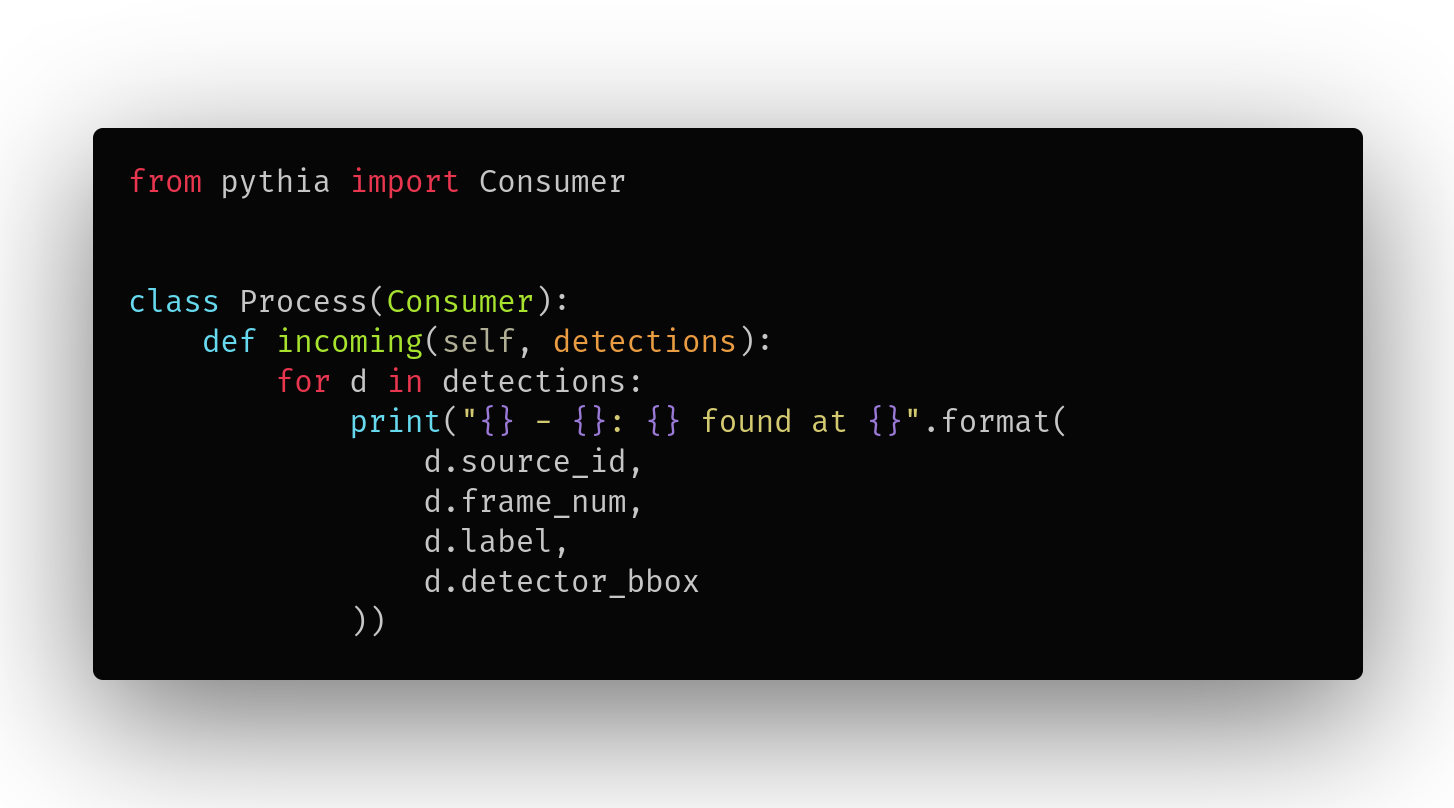 from pythia import Consumer


class Process(Consumer):
    def incoming(self, detections):
        for d in detections:
            print("{} - {}: {} found at {}".format(
                d.source_id,
                d.frame_num,
                d.label,
                d.detector_bbox
            ))